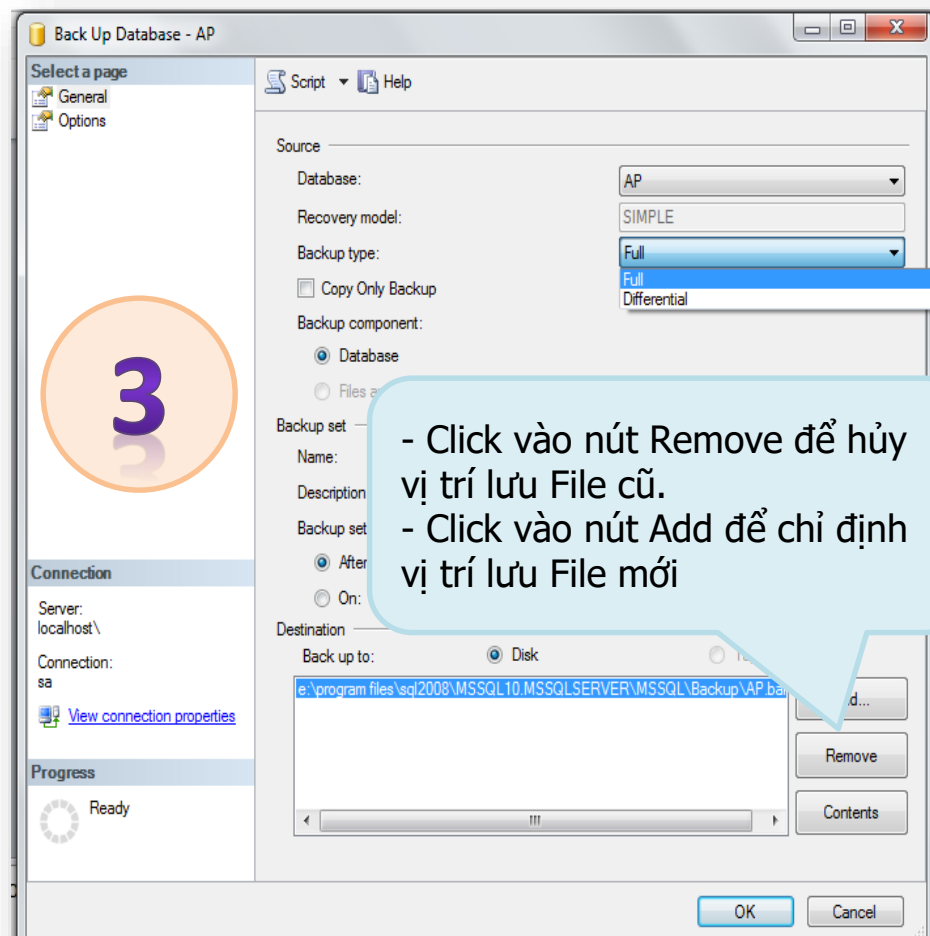 Back Up Database - AP
Select a page
General
Options
Script
Help
Source
Database:
AP
Recovery model:
SIMPLE
Backup type:
Full
Full
Differential
Copy Only Backup
Backup component:
Database
Files
3
Backup set
Name:
Description
Backup set
After
On:
- Click vào nút Remove để hủy
vị trí lưu File cũ.
- Click vào nút Add để chỉ định
vị trí lưu File mới
Connection
Server:
localhost\
Connection:
sa
View connection properties
Progress
Ready
Destination
Back up to:
Disk
e:\program files\sql2008\MSSQL10.MSSQLSERVER\MSSQL\Backup\AP.ba
Remove
Contents
OK
Cancel